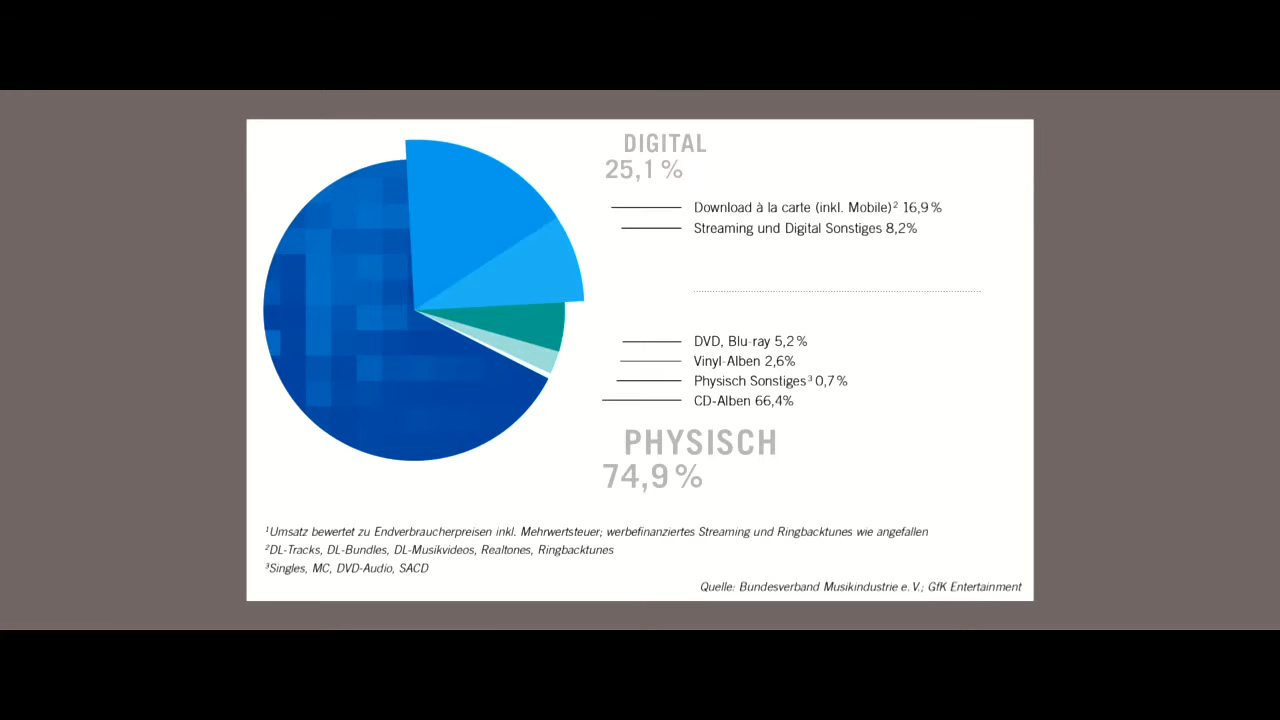 DIGITAL
25,1 %
Download à la carte (inkl. Mobile)² 16,9 %
Streaming und Digital Sonstiges 8,2%
DVD, Blu-ray 5,2 %
Vinyl-Alben 2,6%
Physisch Sonstiges³ 0,7 %
CD-Alben 66,4%
PHYSISCH
74,9 %
¹Umsatz bewertet zu Endverbraucherpreisen inkl. Mehrwertsteuer; werbefinanziertes Streaming und Ringbacktunes wie angefallen
²DL-Tracks, DL-Bundles, DL-Musikvideos, Realtones, Ringbacktunes
³Singles, MC, DVD-Audio, SACD
Quelle: Bundesverband Musikindustrie e. V.; GfK Entertainment